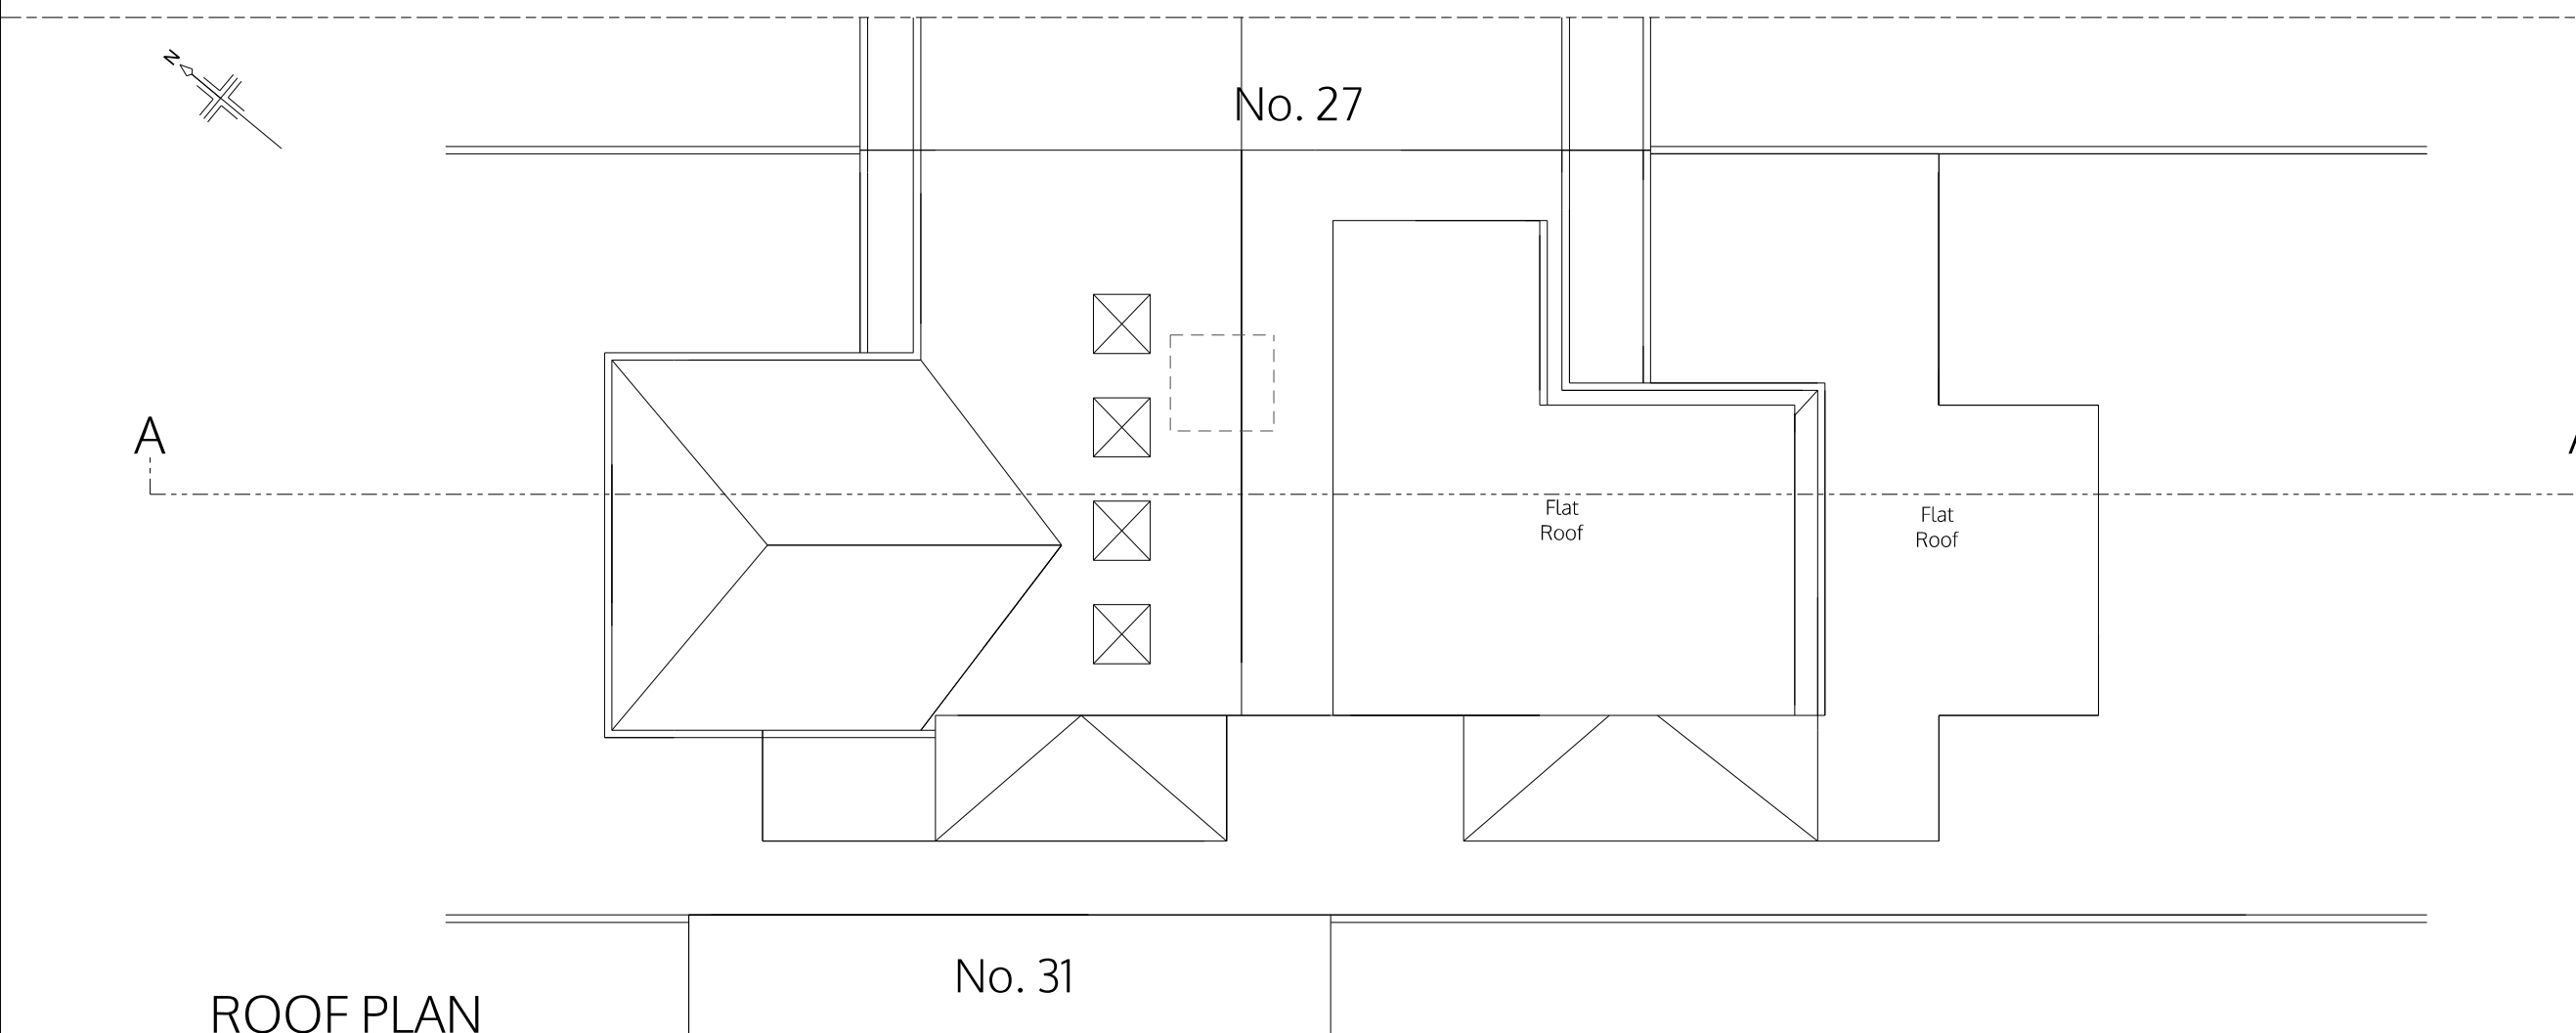 N
No. 27
A
Flat
Roof
Flat
Roof
No. 31
ROOF PLAN